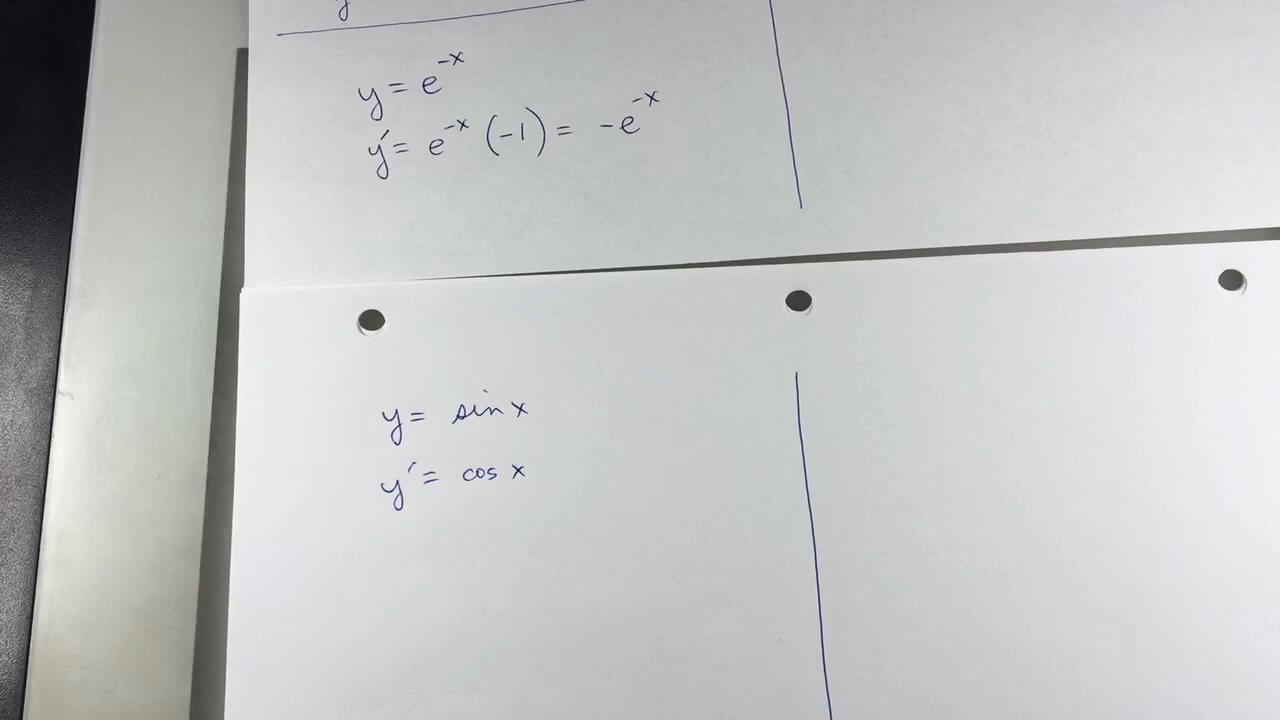 y = e^{-x}
y' = e^{-x} (-1) = -e^{-x}
y = sin x
y' = cos x